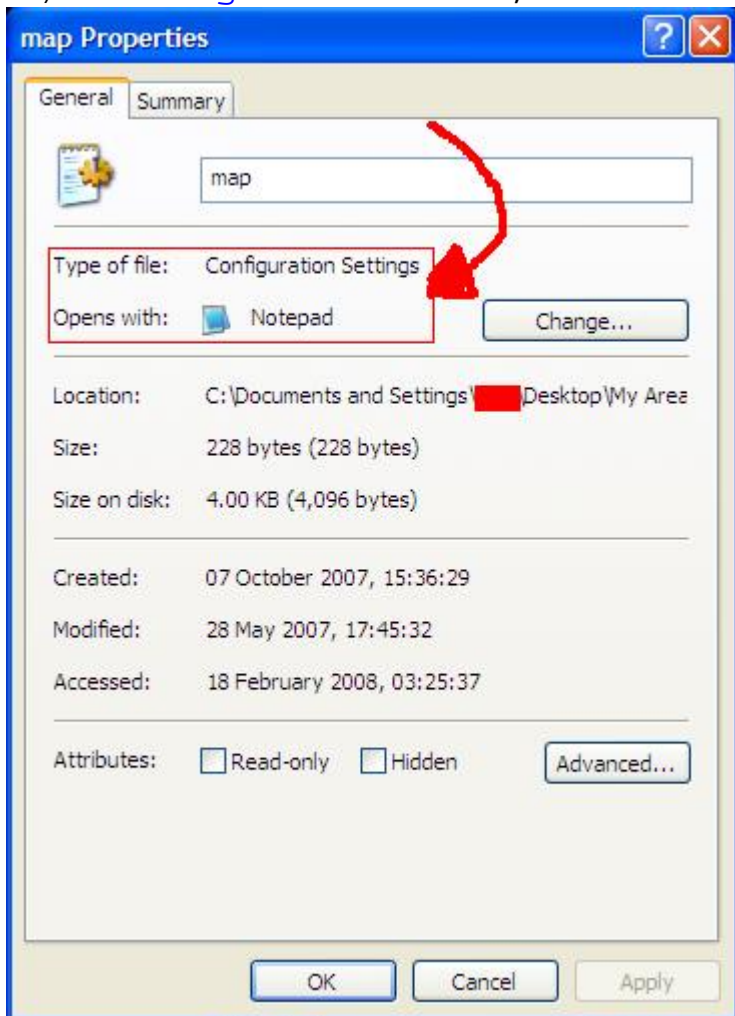 map Properties
General Summary
map
Type of file: Configuration Settings
Opens with: Notepad Change...
Location: C:\Documents and Settings\ \Desktop\My Area
Size: 228 bytes (228 bytes)
Size on disk: 4.00 KB (4,096 bytes)
Created: 07 October 2007, 15:36:29
Modified: 28 May 2007, 17:45:32
Accessed: 18 February 2008, 03:25:37
Attributes: Read-only Hidden Advanced...
OK Cancel Apply